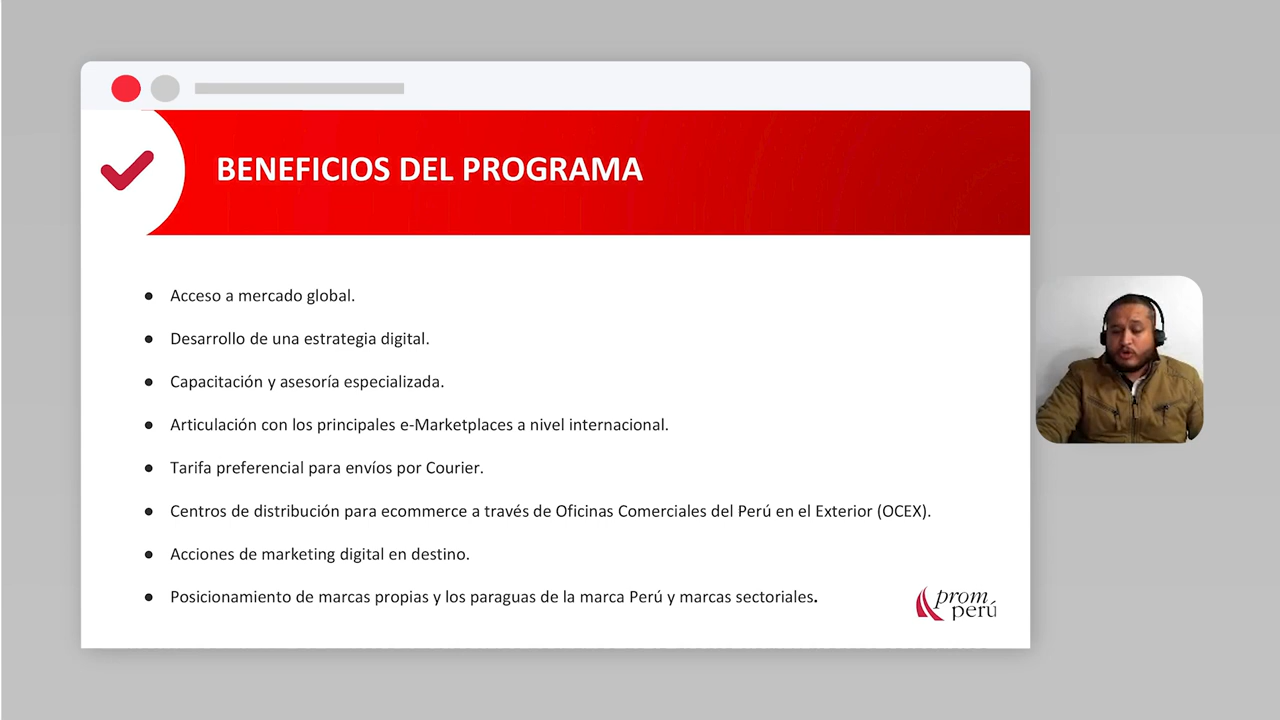 BENEFICIOS DEL PROGRAMA
● Acceso a mercado global.
● Desarrollo de una estrategia digital.
● Capacitación y asesoría especializada.
● Articulación con los principales e-Marketplaces a nivel internacional.
● Tarifa preferencial para envíos por Courier.
● Centros de distribución para ecommerce a través de Oficinas Comerciales del Perú en el Exterior (OCEX).
● Acciones de marketing digital en destino.
● Posicionamiento de marcas propias y los paraguas de la marca Perú y marcas sectoriales.
prom
perú